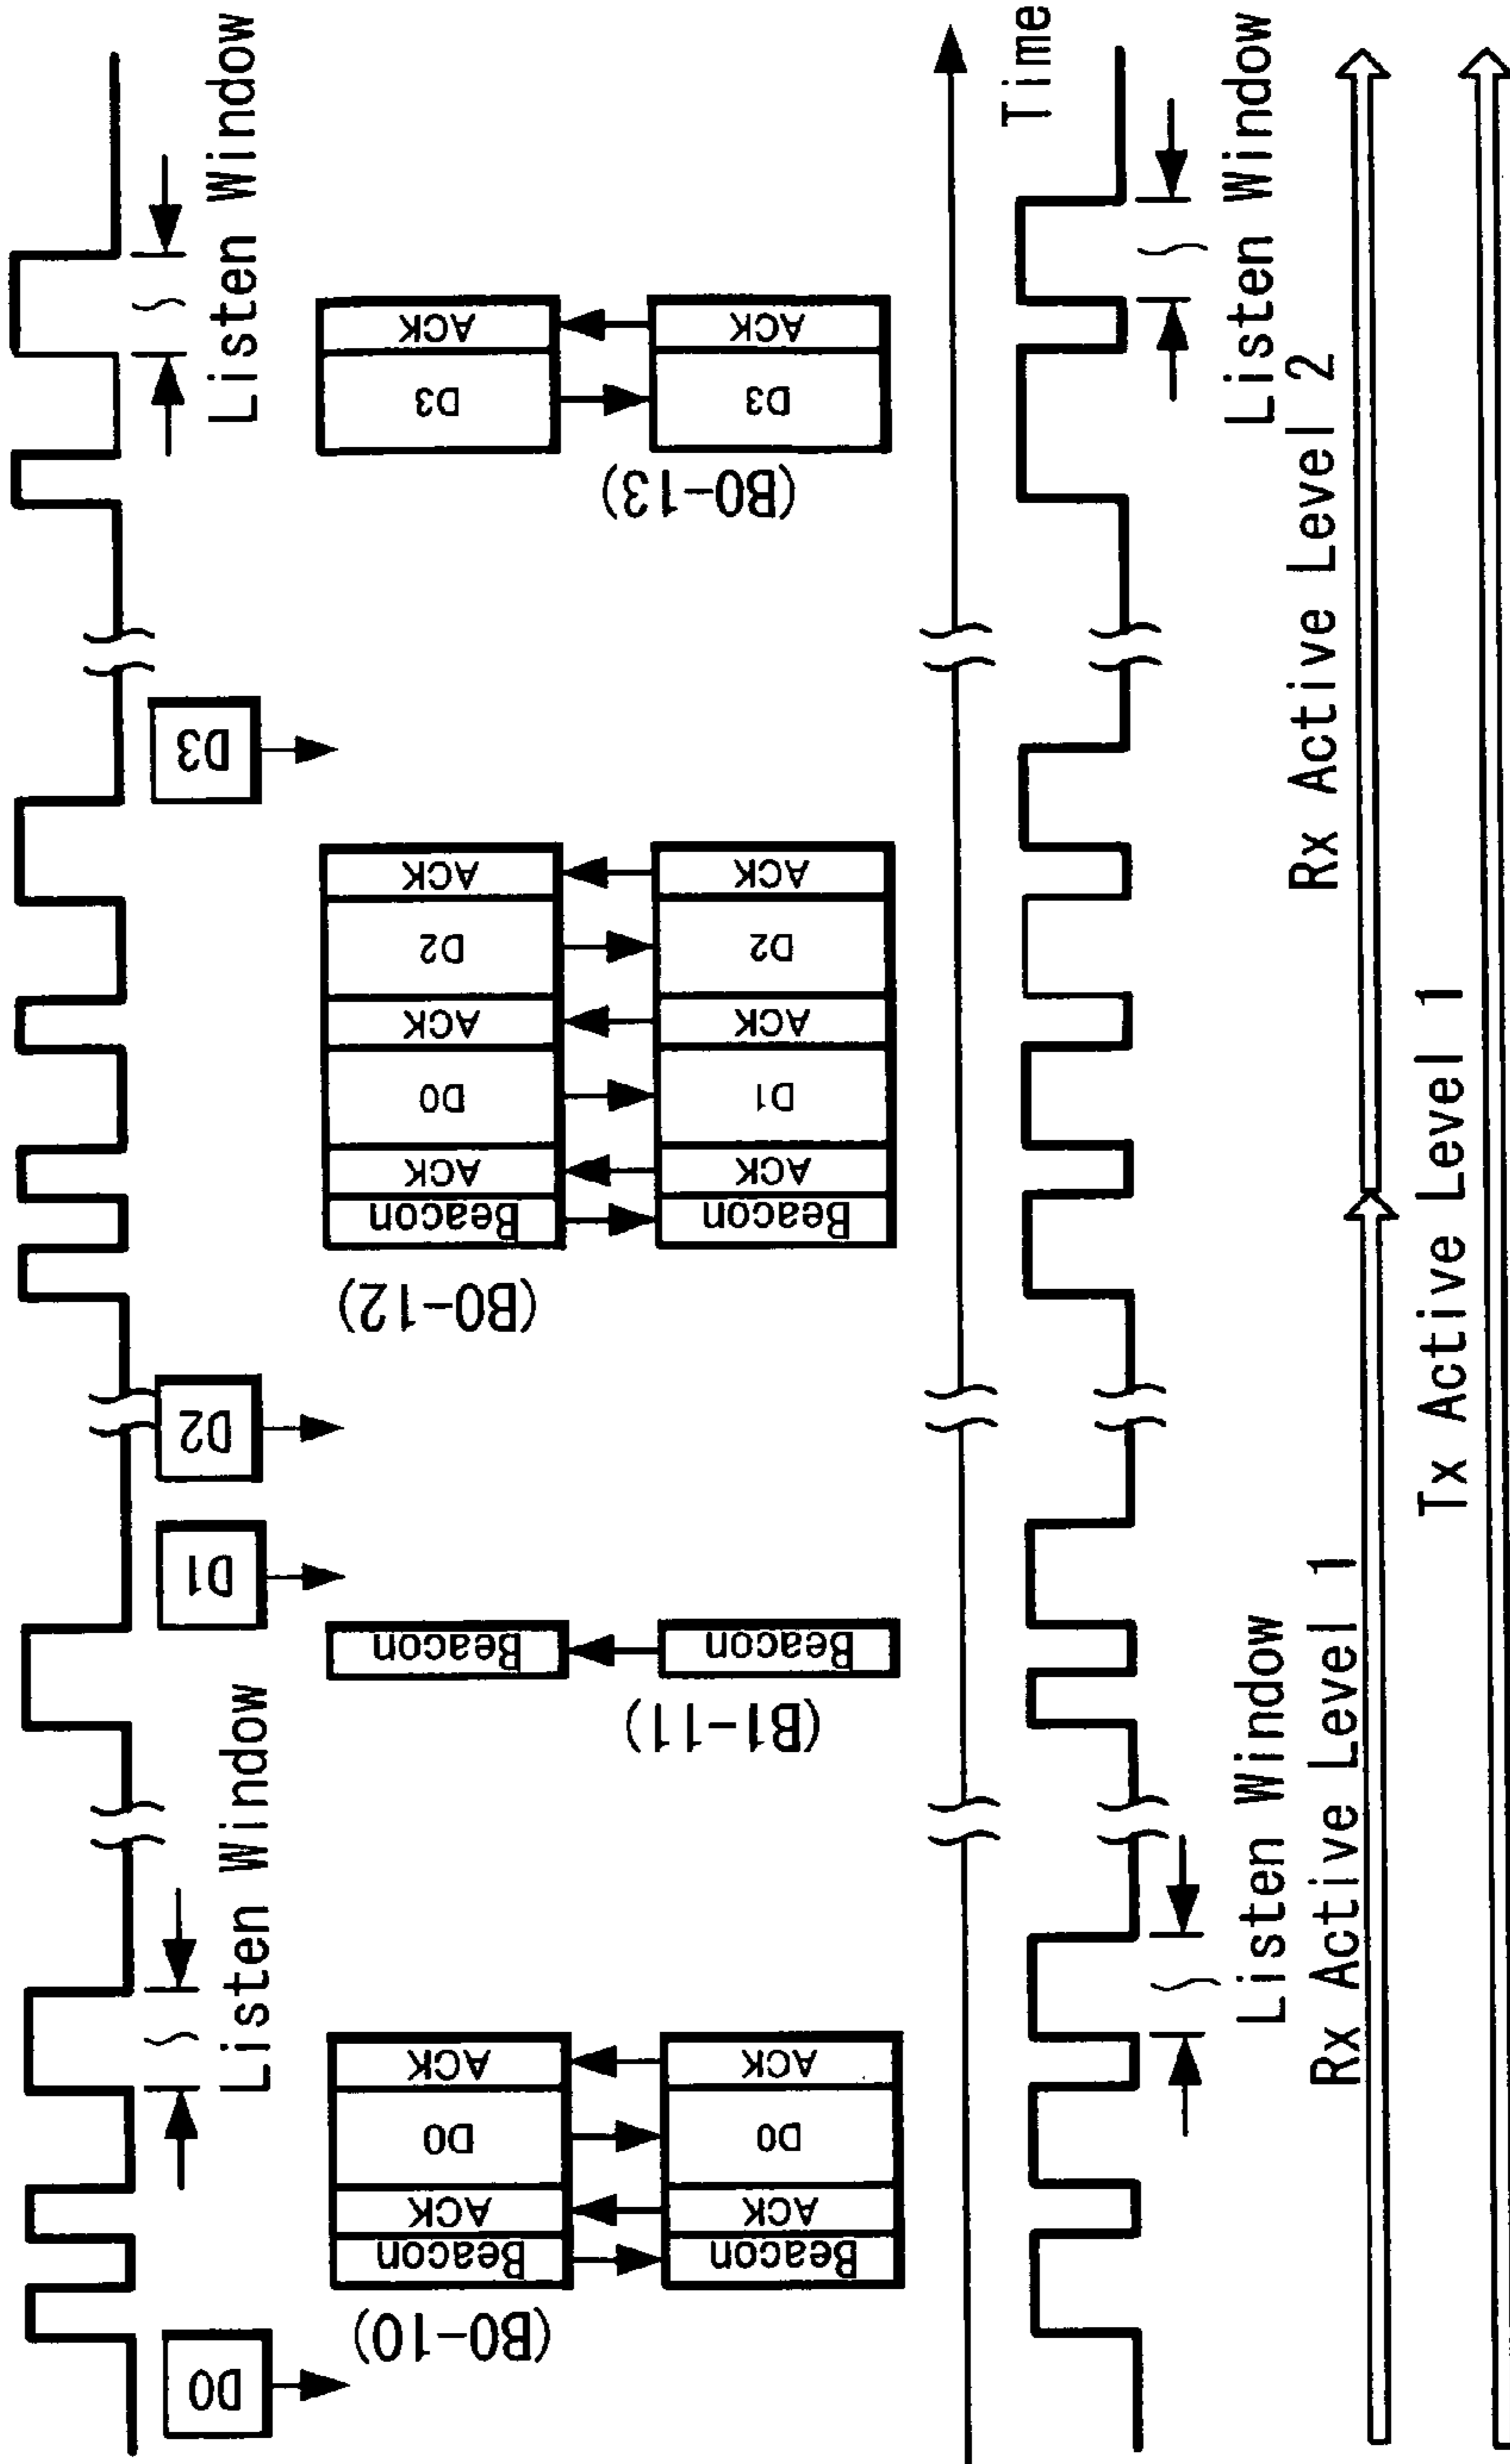 D0
Listen Window
D1
D2
D3
Listen Window
(B0-10)
Beacon
ACK
D0
ACK
Beacon
(B0-12)
Beacon
ACK
D0
ACK
D2
ACK
D3
ACK
Beacon
ACK
D0
ACK
(B1-11)
Beacon
Beacon
ACK
D1
ACK
D2
ACK
(B0-13)
D3
ACK
Time
Listen Window
Listen Window
Rx Active Level 1
Rx Active Level 2
Tx Active Level 1